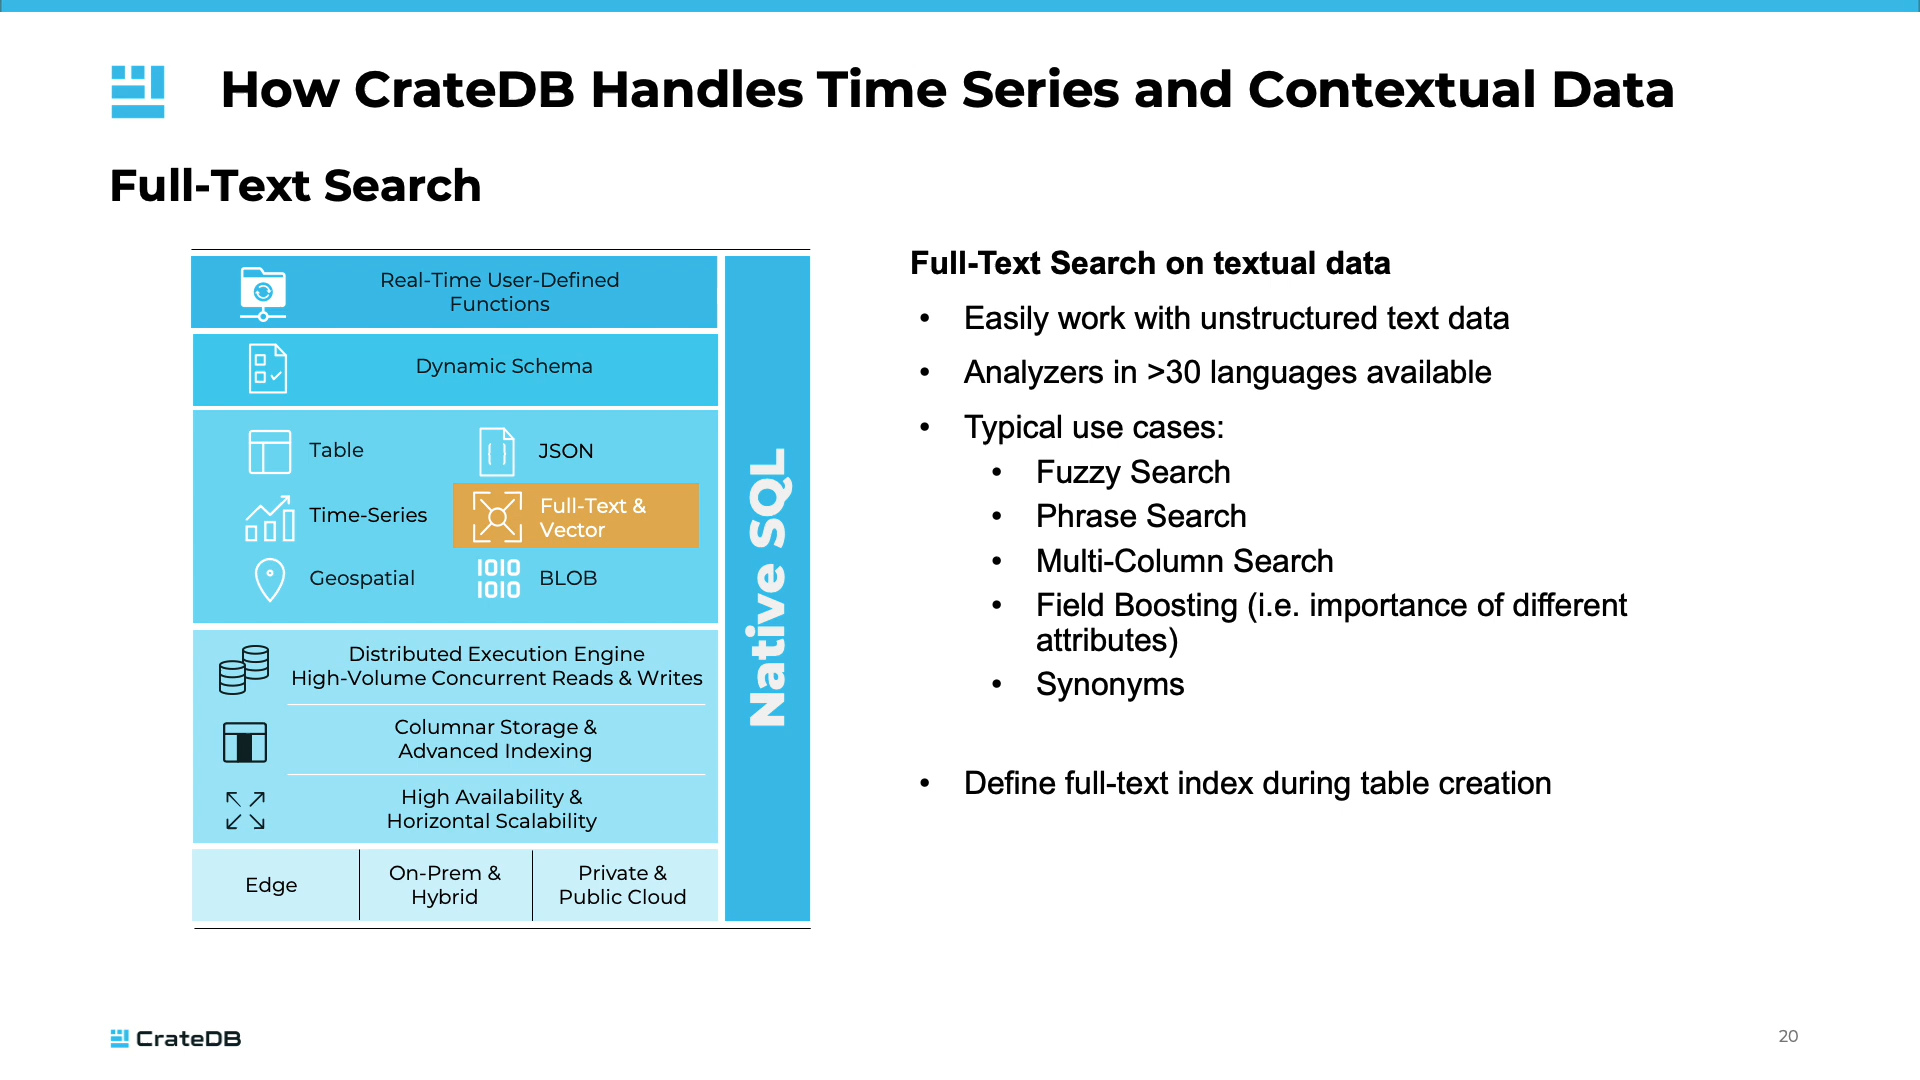 How CrateDB Handles Time Series and Contextual Data
Full-Text Search
Real-Time User-Defined
Functions
Dynamic Schema
Table
JSON
Time-Series
Full-Text &
Vector
Geospatial
1010
1010
BLOB
Distributed Execution Engine
High-Volume Concurrent Reads & Writes
Columnar Storage &
Advanced Indexing
High Availability &
Horizontal Scalability
Edge
On-Prem &
Hybrid
Private &
Public Cloud
Native SQL
Full-Text Search on textual data
• Easily work with unstructured text data
• Analyzers in >30 languages available
• Typical use cases:
• Fuzzy Search
• Phrase Search
• Multi-Column Search
• Field Boosting (i.e. importance of different
attributes)
• Synonyms
• Define full-text index during table creation
CrateDB
20